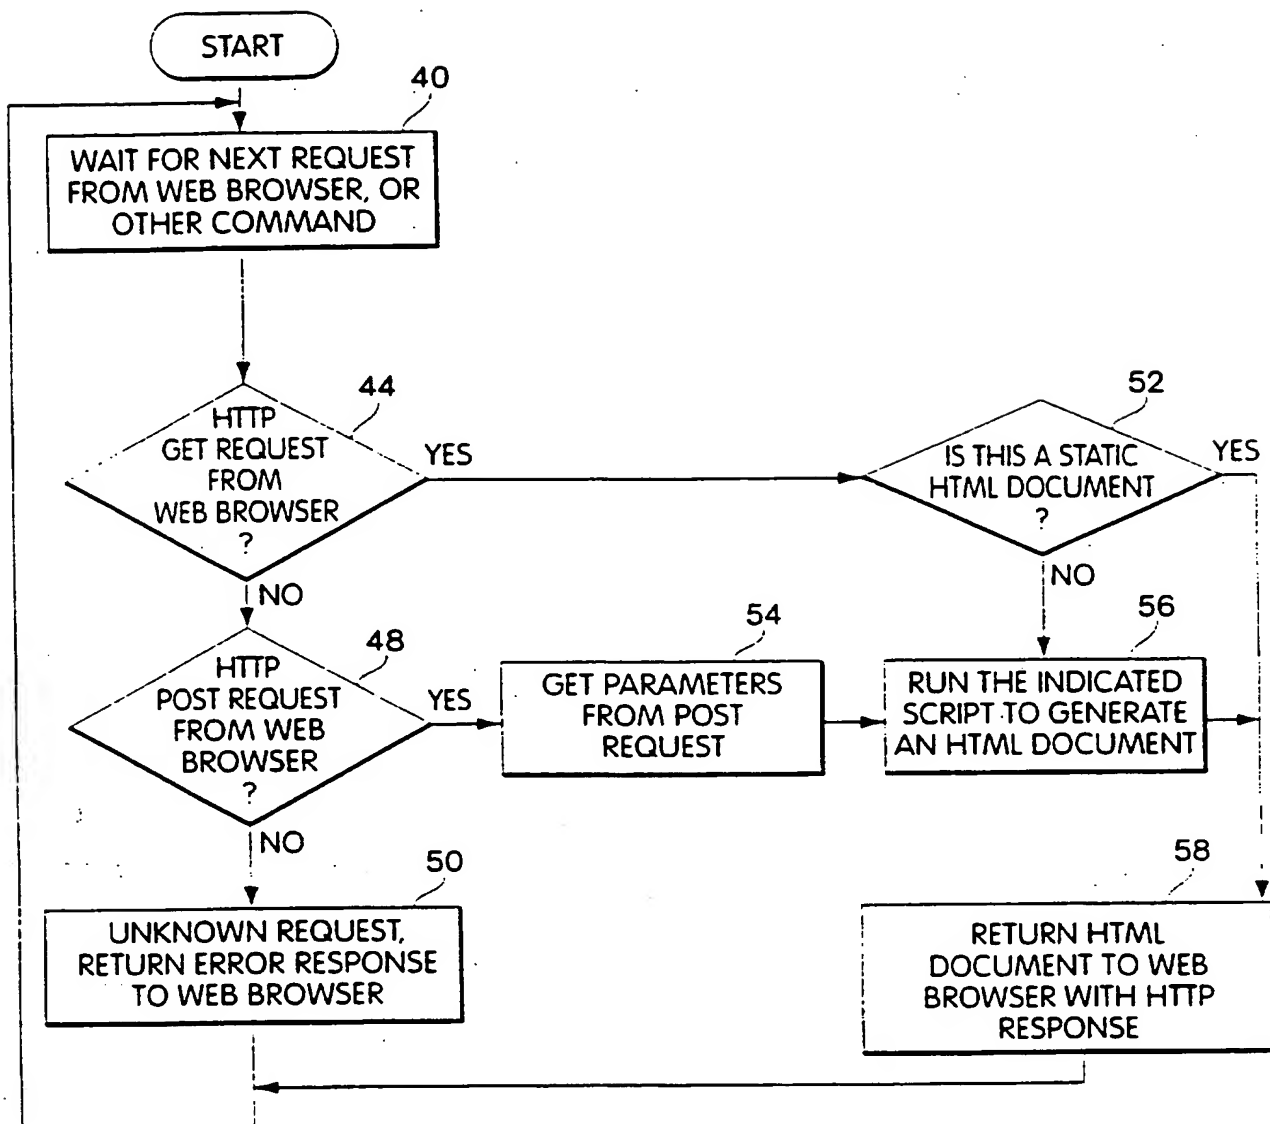 START
40
WAIT FOR NEXT REQUEST
FROM WEB BROWSER, OR
OTHER COMMAND
44
HTTP
GET REQUEST
FROM
WEB BROWSER
?
YES
NO
52
IS THIS A STATIC
HTML DOCUMENT
?
YES
NO
48
HTTP
POST REQUEST
FROM WEB
BROWSER
?
YES
NO
54
GET PARAMETERS
FROM POST
REQUEST
56
RUN THE INDICATED
SCRIPT TO GENERATE
AN HTML DOCUMENT
50
UNKNOWN REQUEST,
RETURN ERROR RESPONSE
TO WEB BROWSER
58
RETURN HTML
DOCUMENT TO WEB
BROWSER WITH HTTP
RESPONSE